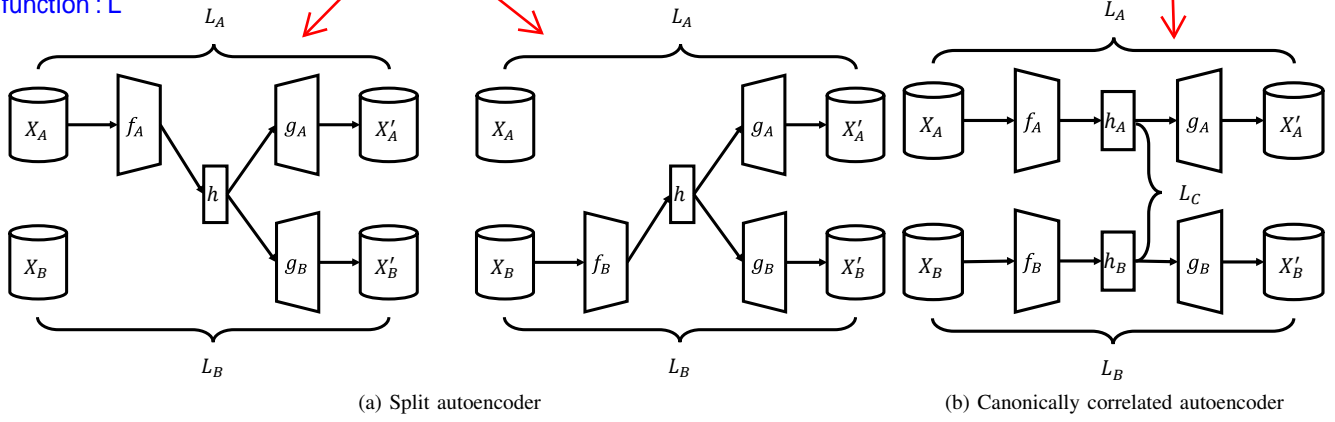 function : L
L_A
X_A
f_A
g_A
X'_A
h
X_B
g_B
X'_B
L_B
L_A
X_A
g_A
X'_A
h
X_B
f_B
g_B
X'_B
L_B
(a) Split autoencoder
L_A
X_A
f_A
h_A
g_A
X'_A
L_C
X_B
f_B
h_B
g_B
X'_B
L_B
(b) Canonically correlated autoencoder